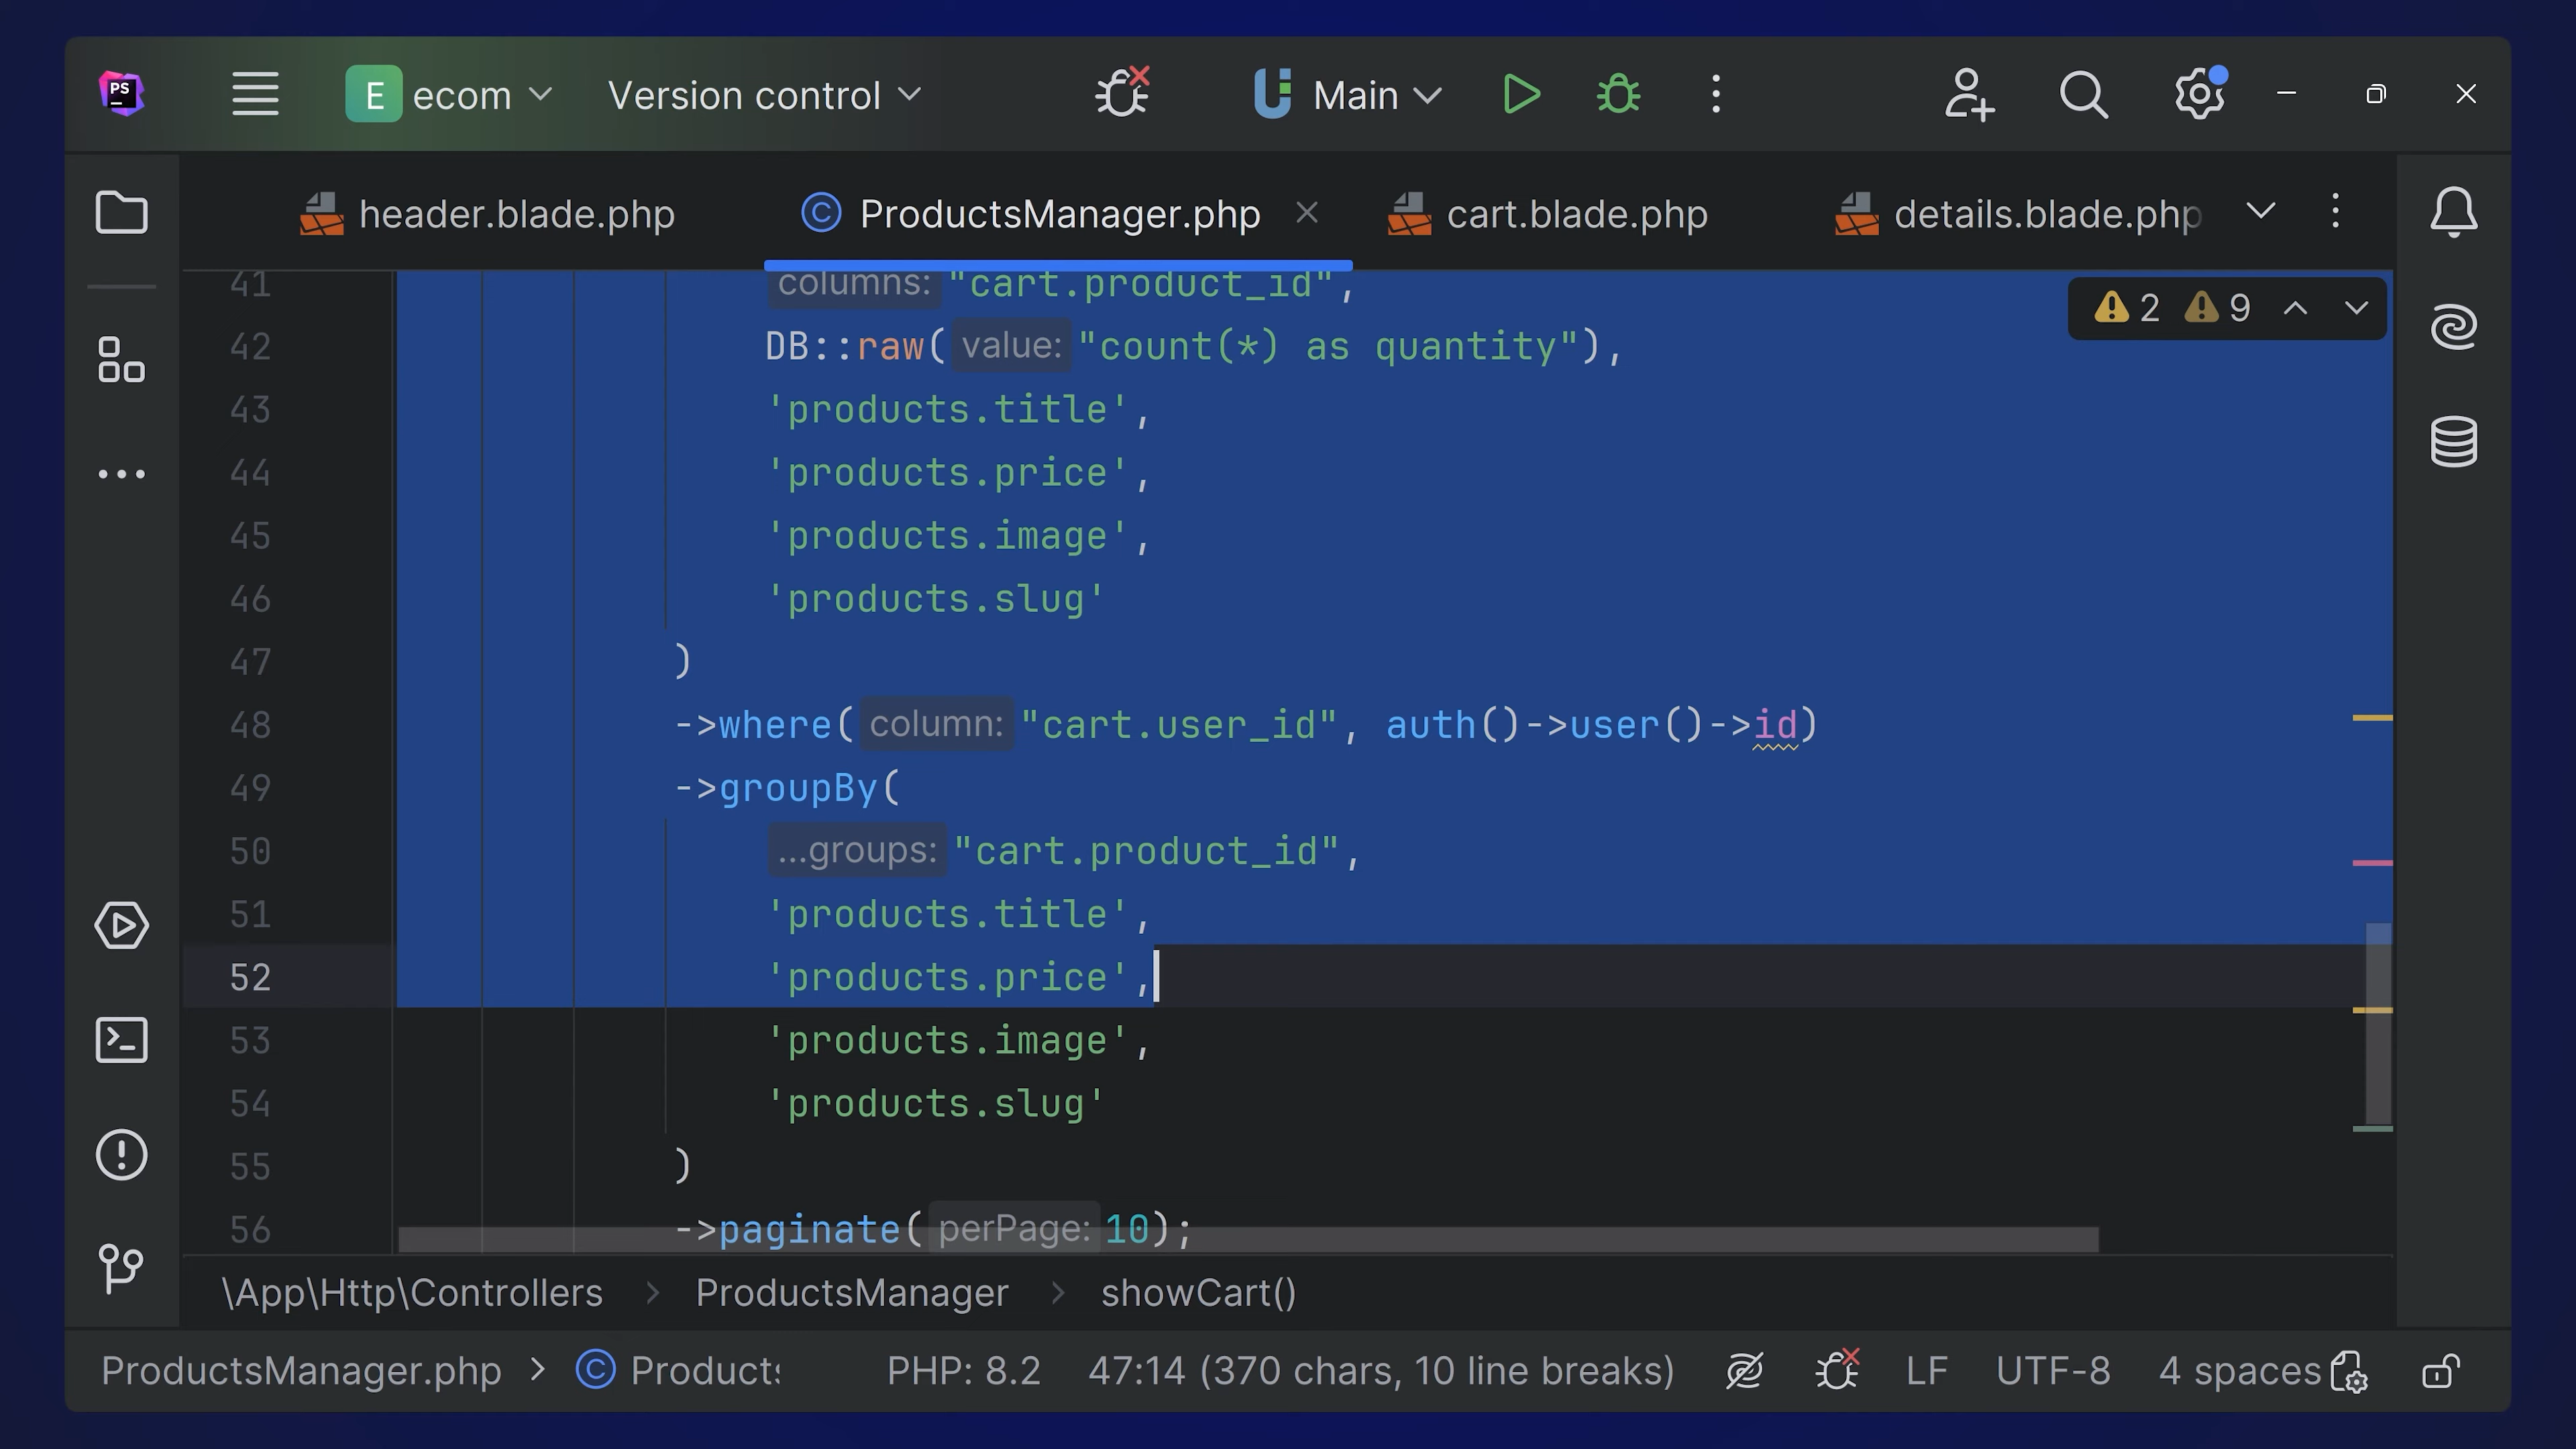 PS
E ecom Version control Main
header.blade.php ProductsManager.php cart.blade.php details.blade.php
2 9
41 columns: "cart.product_id",
42 DB::raw( value: "count(*) as quantity"),
43 'products.title',
44 'products.price',
45 'products.image',
46 'products.slug'
47 )
48 ->where( column: "cart.user_id", auth()->user()->id)
49 ->groupBy(
50 ...groups: "cart.product_id",
51 'products.title',
52 'products.price',
53 'products.image',
54 'products.slug'
55 )
56 ->paginate( perPage: 10);
\App\Http\Controllers > ProductsManager > showCart()
ProductsManager.php > © Products PHP: 8.2 47:14 (370 chars, 10 line breaks) LF UTF-8 4 spaces